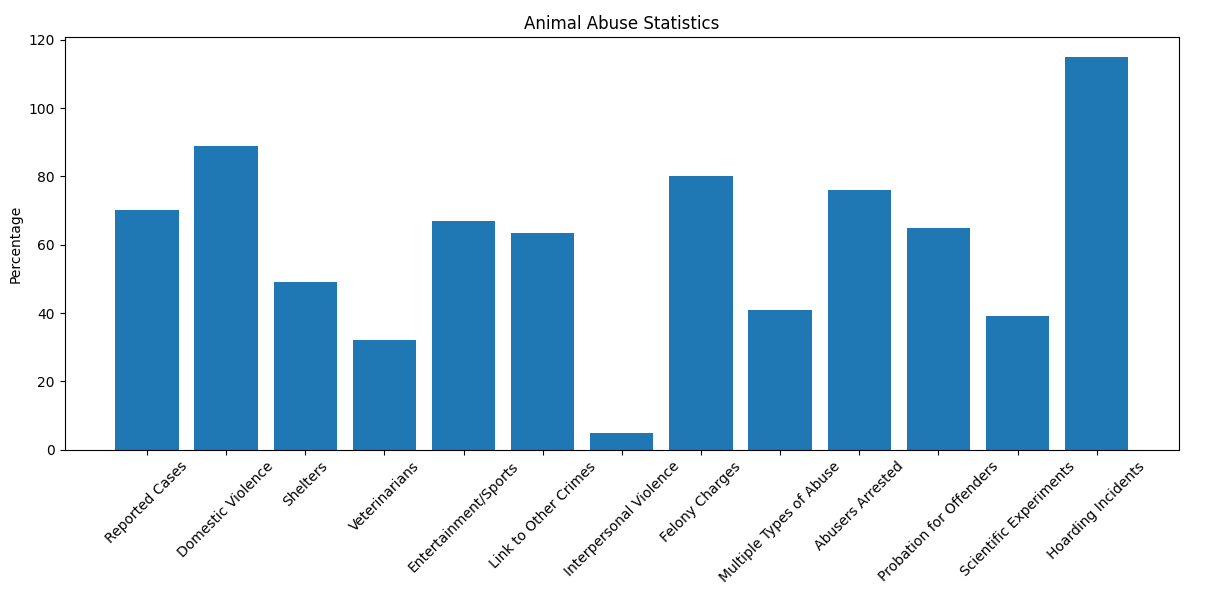 Animal Abuse Statistics
Percentage
120
100
80
60
40
20
0
Reported Cases
Domestic Violence
Shelters
Veterinarians
Entertainment/Sports
Link to Other Crimes
Interpersonal Violence
Felony Charges
Multiple Types of Abuse
Abusers Arrested
Probation for Offenders
Scientific Experiments
Hoarding Incidents